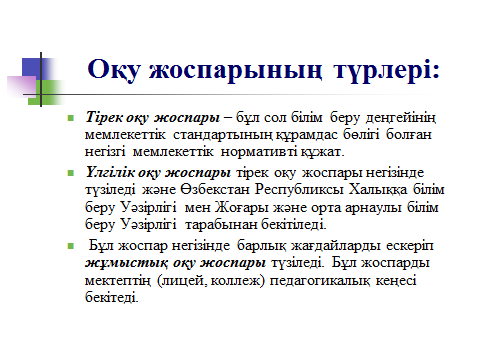 Оқу жоспарының түрлері:
Тірек оқу жоспары – бұл сол білім беру деңгейінің
мемлекеттік стандартының құрамдас бөлігі болған
негізгі мемлекеттік нормативті құжат.
Үлгілік оқу жоспары тірек оқу жоспары негізінде
түзіледі және Өзбекстан Республиксы Халыққа білім
беру Уәзірлігі мен Жоғары және орта арнаулы білім
беру Уәзірлігі тарабынан бекітіледі.
Бұл жоспар негізінде барлық жағдайларды ескеріп
жұмыстық оқу жоспары түзіледі. Бұл жоспарды
мектептің (лицей, коллеж) педагогикалық кеңесі
бекітеді.